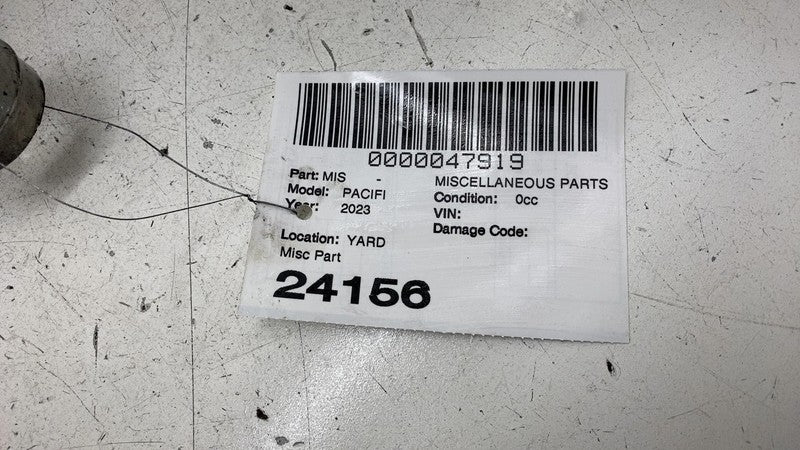 0000047919
Part: MIS - MISCELLANEOUS PARTS
Model: PACIFI Condition: 0cc
Year: 2023 VIN:
Damage Code:
Location: YARD
Misc Part
24156